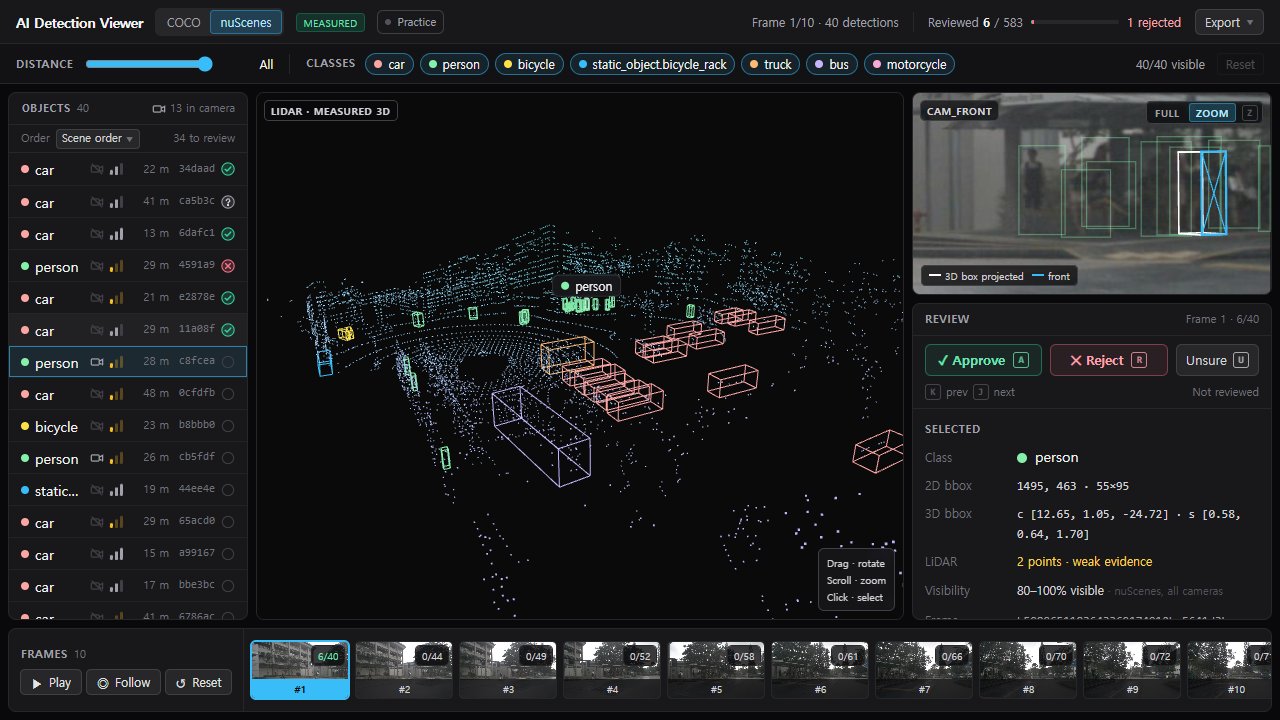 AI Detection Viewer COCO nuScenes MEASURED Practice Frame 1/10 · 40 detections Reviewed 6 / 583 1 rejected Export
DISTANCE All CLASSES car person bicycle static_object.bicycle_rack truck bus motorcycle 40/40 visible Reset
OBJECTS 40 13 in camera
Order Scene order 34 to review
car 22 m 34daad
car 41 m ca5b3c ?
car 13 m 6dafc1
person 29 m 4591a9
car 21 m e2878e
car 29 m 11a08f
person 28 m c8fcea
car 48 m 0cfdfb
bicycle 23 m b8bbb0
person 26 m cb5fdf
static... 19 m 44ee4e
car 29 m 65acd0
car 15 m a99167
car 17 m bbe3bc
car 41 m 6786ac
LIDAR · MEASURED 3D
person
Drag · rotate
Scroll · zoom
Click · select
CAM_FRONT FULL ZOOM Z
3D box projected front
REVIEW Frame 1 · 6/40
Approve A Reject R Unsure U
K prev J next Not reviewed
SELECTED
Class person
2D bbox 1495, 463 · 55×95
3D bbox c [12.65, 1.05, -24.72] · s [0.58,
0.64, 1.70]
LiDAR 2 points · weak evidence
Visibility 80–100% visible · nuScenes, all cameras
FRAMES 10
Play Follow Reset
6/40 0/44 0/49 0/52 0/58 0/61 0/66 0/70 0/72
#1 #2 #3 #4 #5 #6 #7 #8 #9 #10